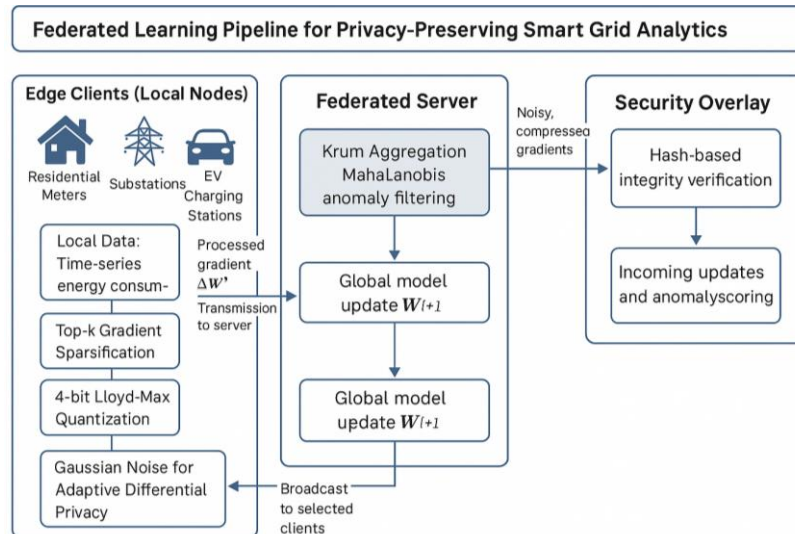 Federated Learning Pipeline for Privacy-Preserving Smart Grid Analytics
Edge Clients (Local Nodes)
Residential
Meters
Substations
EV
Charging
Stations
Local Data:
Time-series
energy consum-
Top-k Gradient
Sparsification
4-bit Lloyd-Max
Quantization
Gaussian Noise for
Adaptive Differential
Privacy
Processed
gradient
ΔW'
Transmission
to server
Federated Server
Krum Aggregation
MahaLanobis
anomaly filtering
Global model
update W[+1
Global model
update W[+1
Broadcast
to selected
clients
Noisy,
compressed
gradients
Security Overlay
Hash-based
integrity verification
Incoming updates
and anomalyscoring